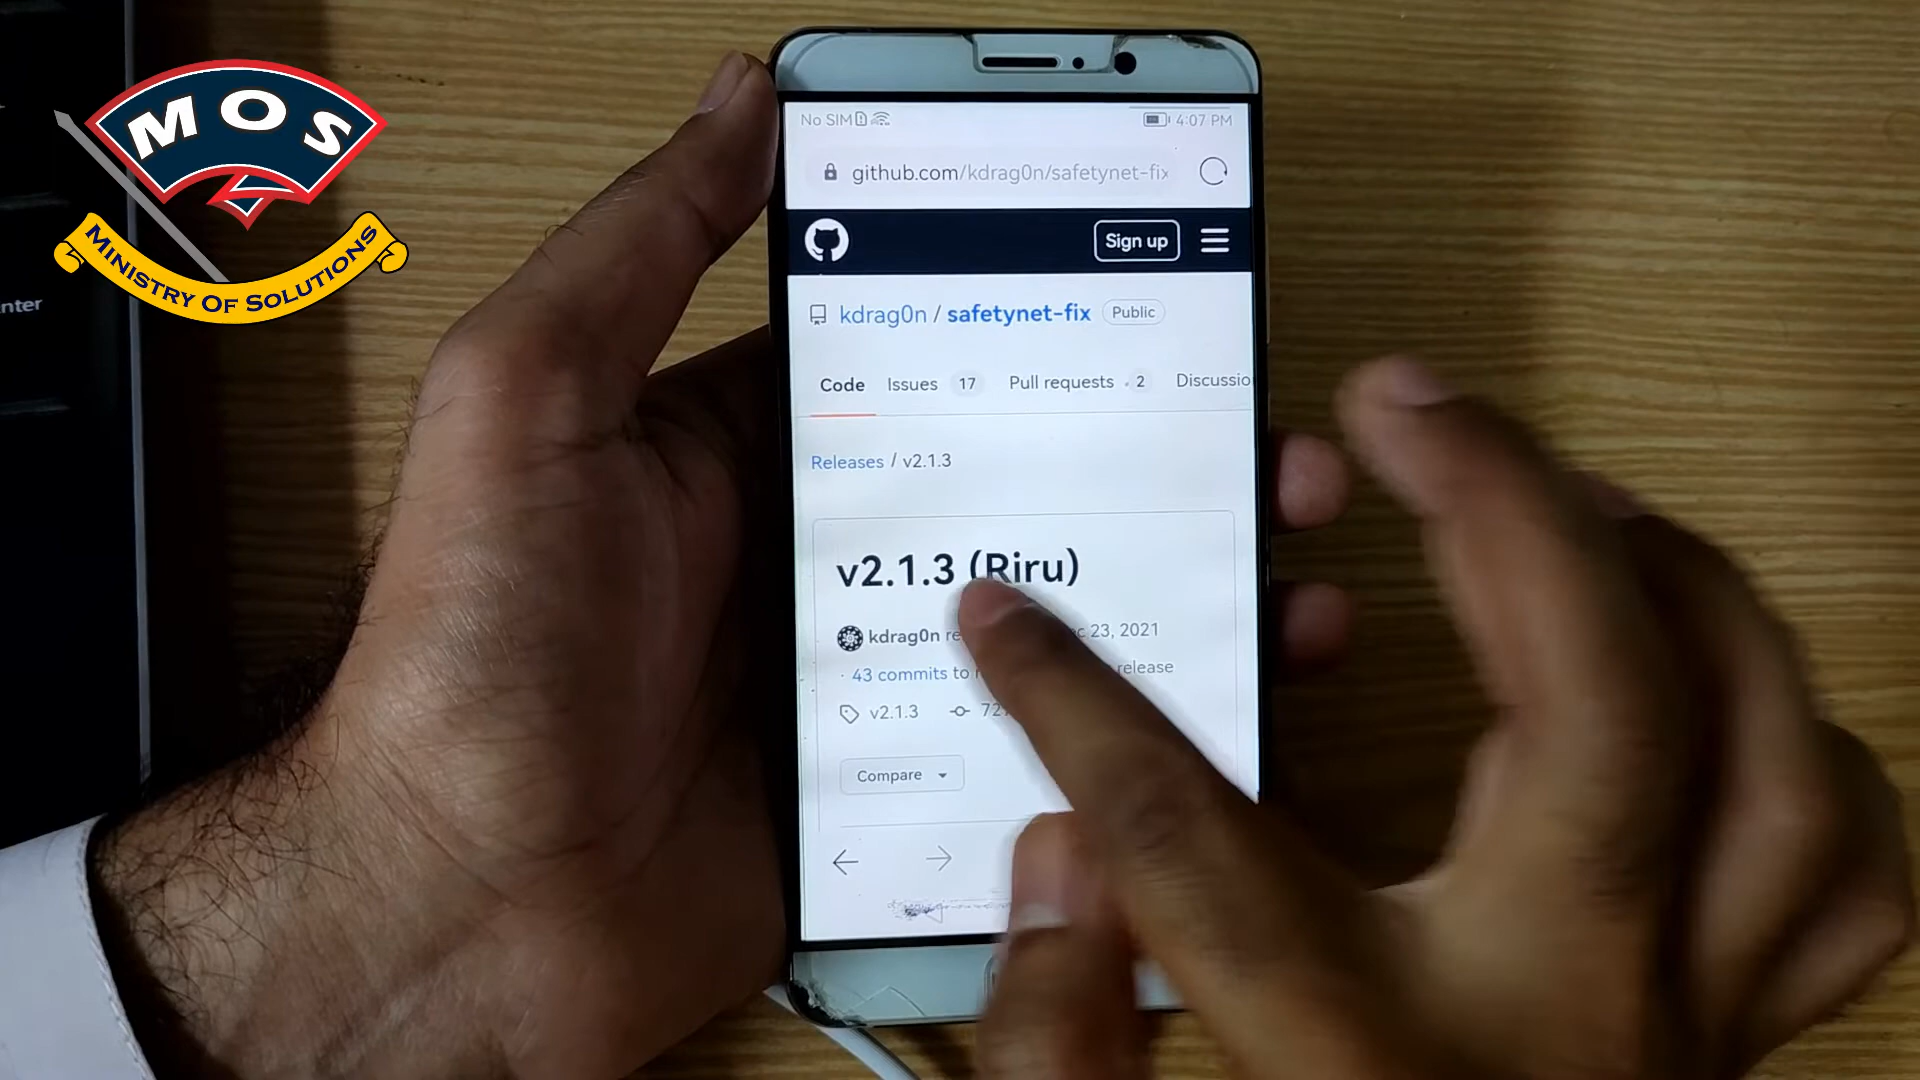 MOS
MINISTRY OF SOLUTIONS
nter
No SIM 4:07 PM
github.com/kdrag0n/safetynet-fix
Sign up
kdrag0n / safetynet-fix Public
Code Issues 17 Pull requests 2 Discussio
Releases / v2.1.3
v2.1.3 (Riru)
kdrag0n 23, 2021
43 commits to release
v2.1.3 72
Compare